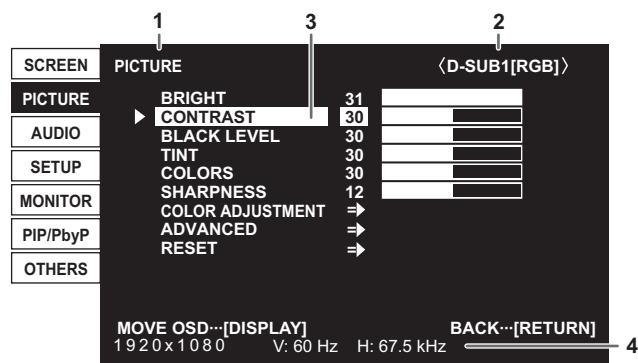 1 3 2
SCREEN
PICTURE
AUDIO
SETUP
MONITOR
PIP/PbyP
OTHERS
PICTURE 〈D-SUB1[RGB]〉
BRIGHT 31
CONTRAST 30
BLACK LEVEL 30
TINT 30
COLORS 30
SHARPNESS 12
COLOR ADJUSTMENT
ADVANCED
RESET
MOVE OSD···[DISPLAY] BACK···[RETURN]
1920x1080 V: 60 Hz H: 67.5 kHz 4